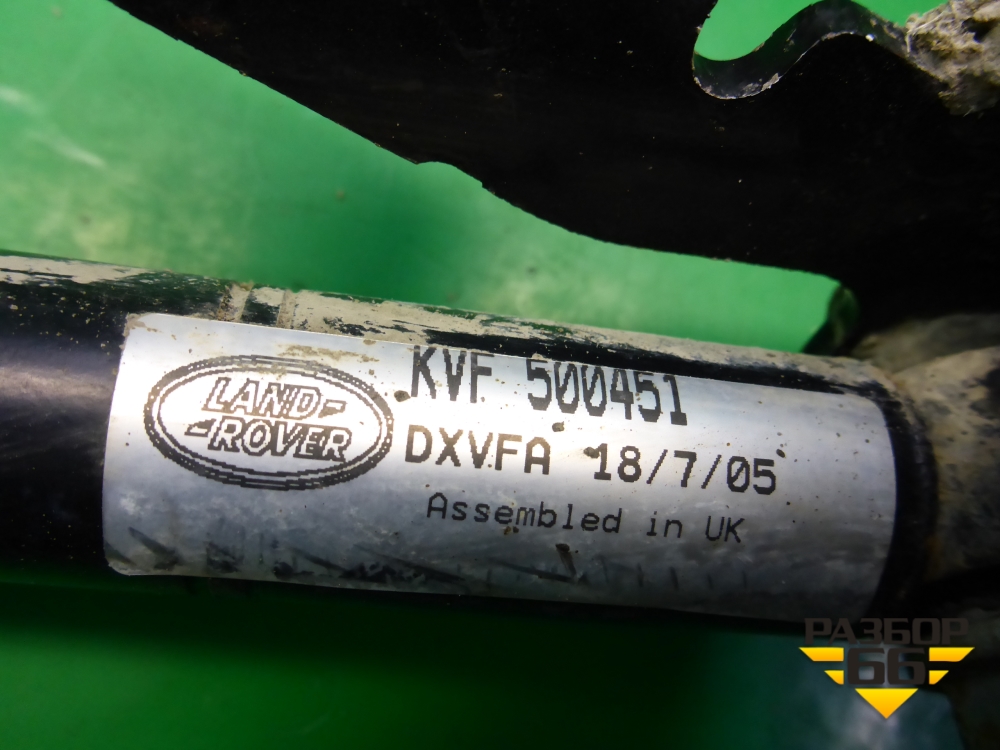 LAND-
-ROVER
KVF 500451
DXVFA 18/7/05
Assembled in UK
РАЗБОР
66